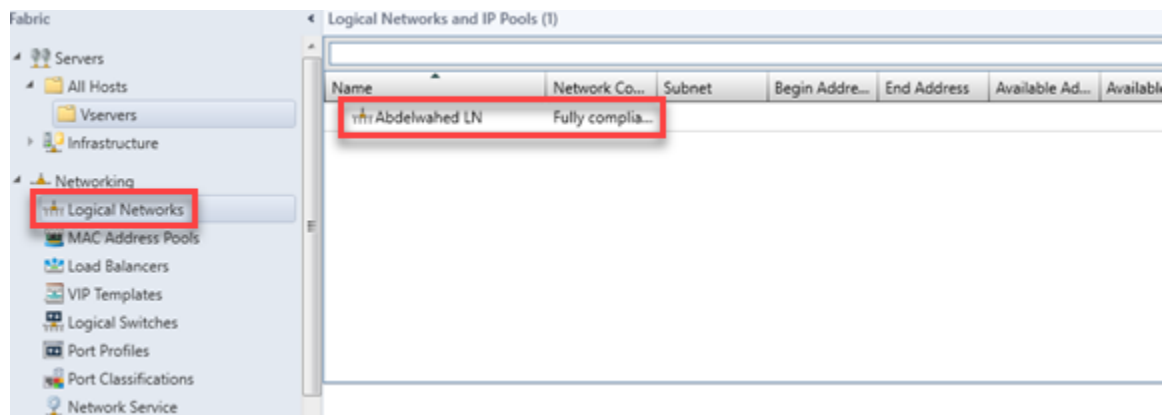 Fabric
Servers
All Hosts
Vservers
Infrastructure
Networking
Logical Networks
MAC Address Pools
Load Balancers
VIP Templates
Logical Switches
Port Profiles
Port Classifications
Network Service
Logical Networks and IP Pools (1)
Name Network Co... Subnet Begin Addre... End Address Available Ad... Available
Abdelwahed LN Fully complia...